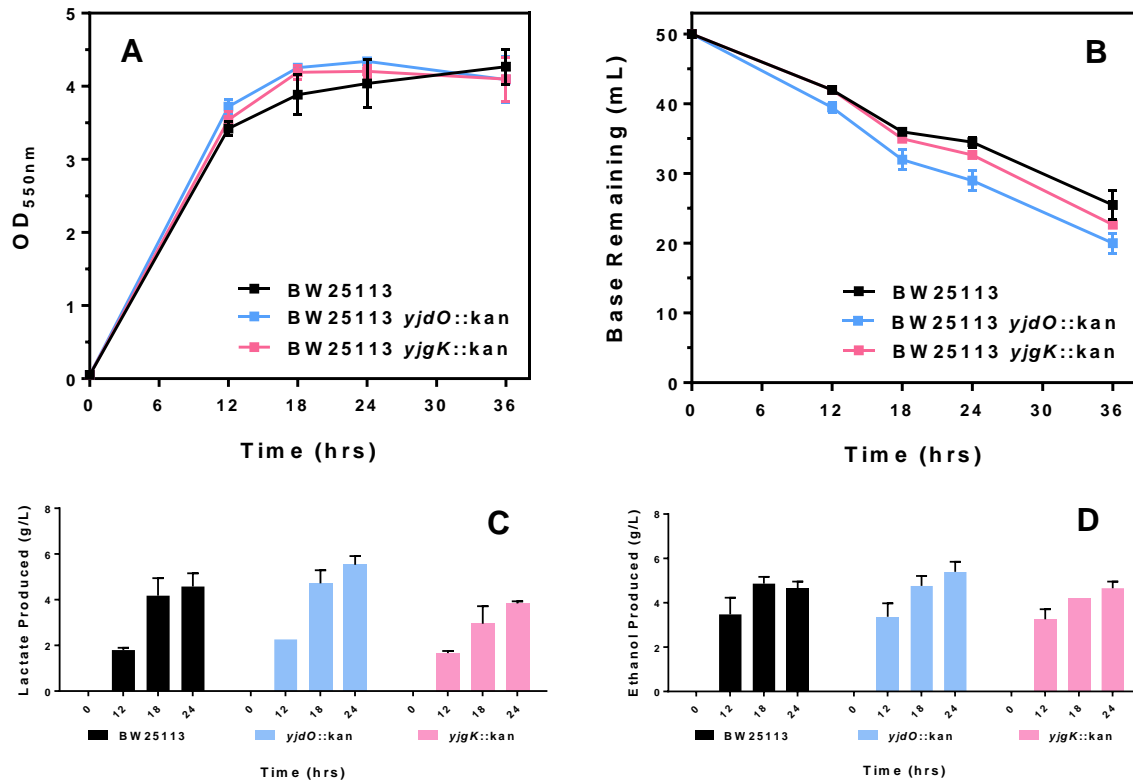 A
5
4
3
2
1
0
OD550nm
BW25113
BW25113 yjdO::kan
BW25113 yjgK::kan
0 6 12 18 24 30 36
Time (hrs)
B
50
40
30
20
10
0
Base Remaining (mL)
BW25113
BW25113 yjdO::kan
BW25113 yjgK::kan
0 6 12 18 24 30 36
Time (hrs)
C
8
6
4
2
0
Lactate Produced (g/L)
0 12 18 24 0 12 18 24 0 12 18 24
BW25113 yjdO::kan yjgK::kan
Time (hrs)
D
8
6
4
2
0
Ethanol Produced (g/L)
0 12 18 24 0 12 18 24 0 12 18 24
BW25113 yjdO::kan yjgK::kan
Time (hrs)